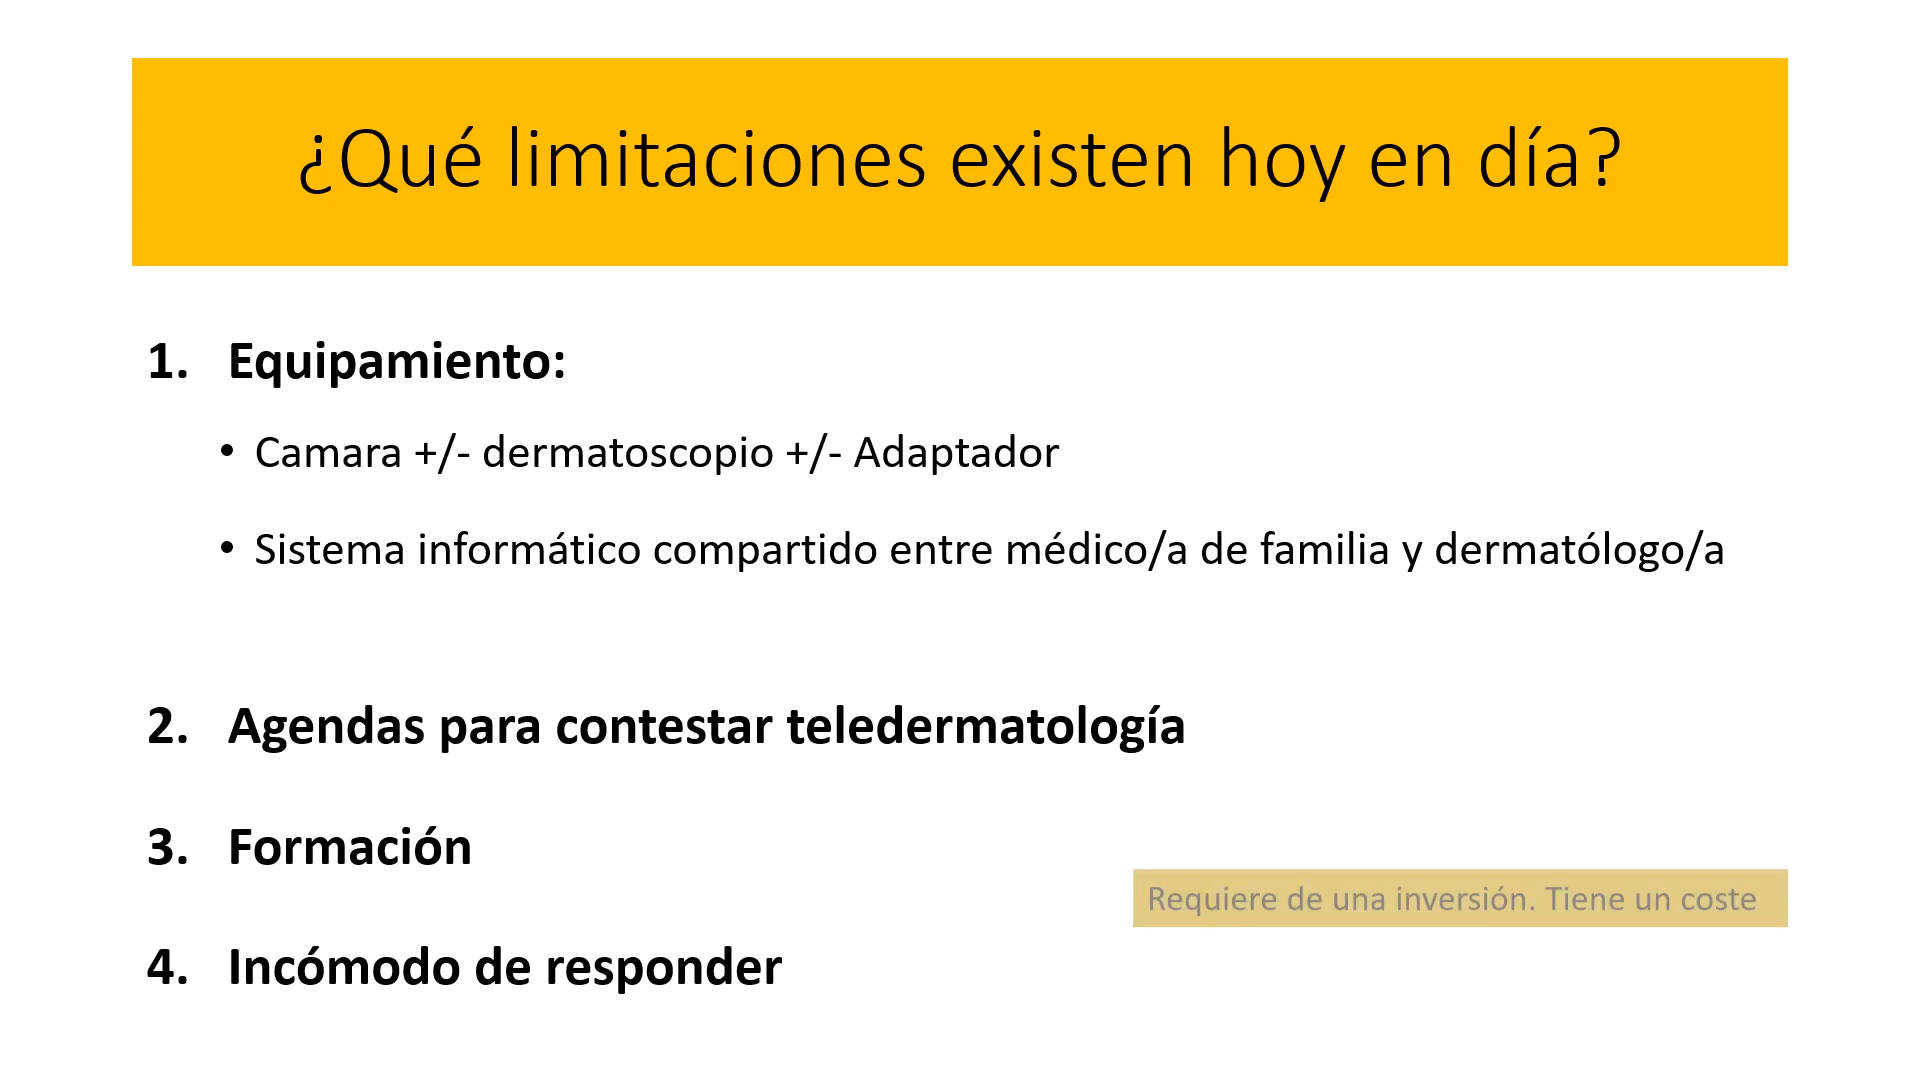 ¿Qué limitaciones existen hoy en día?
1. Equipamiento:
• Camara +/- dermatoscopio +/- Adaptador
• Sistema informático compartido entre médico/a de familia y dermatólogo/a
2. Agendas para contestar teledermatología
3. Formación
Requiere de una inversión. Tiene un coste
4. Incómodo de responder